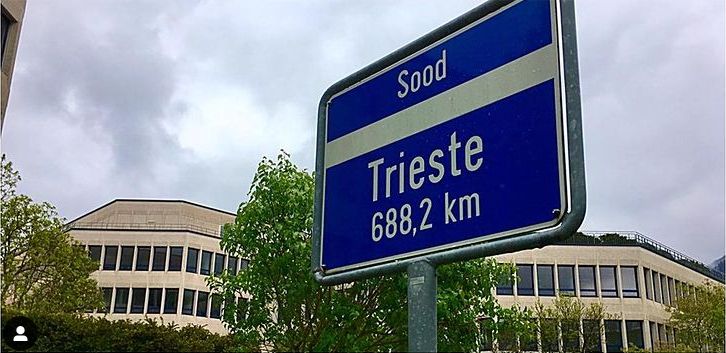 Sood
Trieste
688,2 km